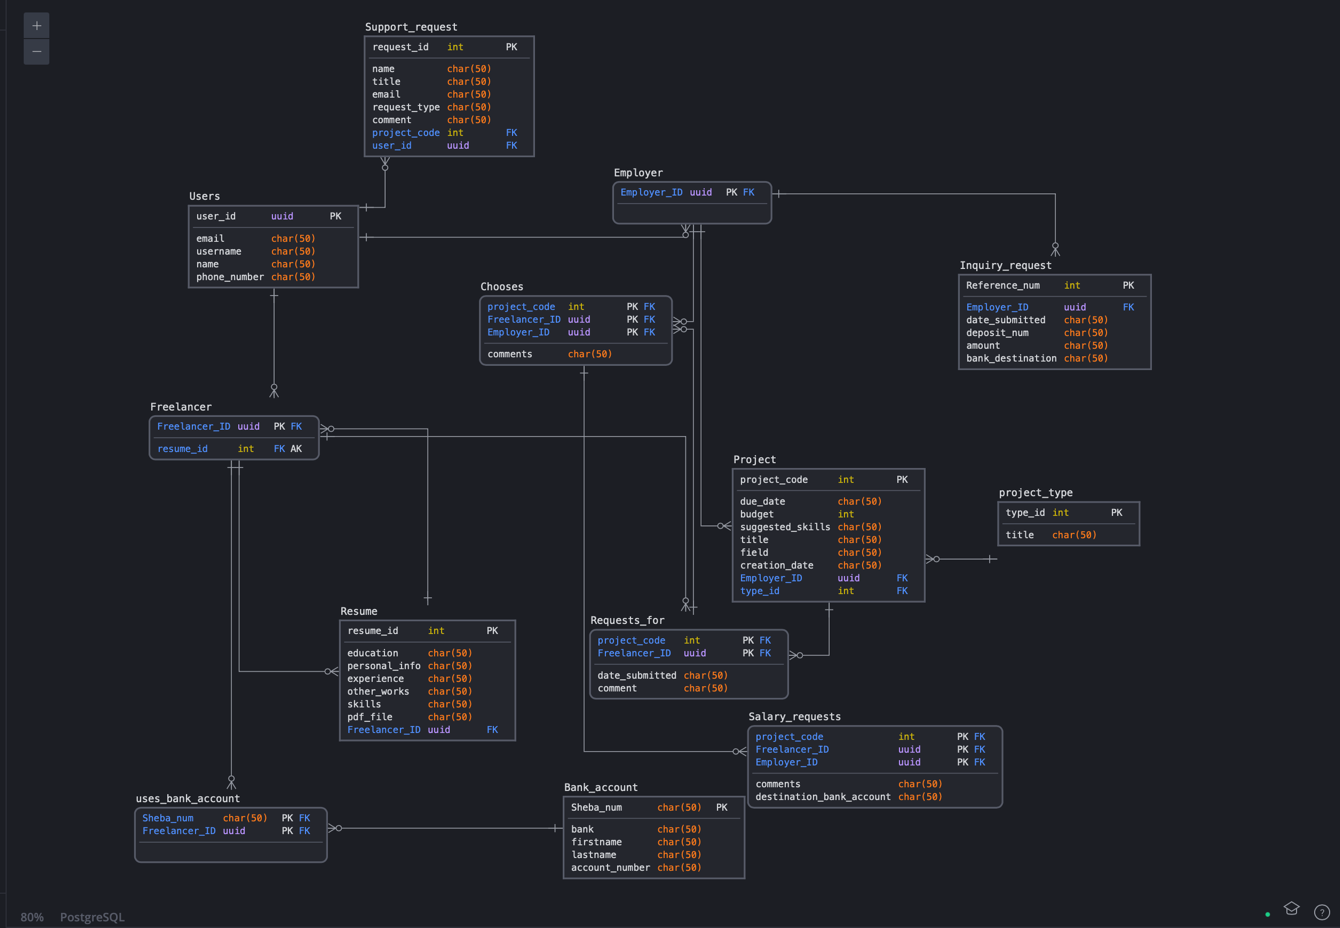 +
−
Support_request
request_id int PK
name char(50)
title char(50)
email char(50)
request_type char(50)
comment char(50)
project_code int FK
user_id uuid FK
Employer
Employer_ID uuid PK FK
Users
user_id uuid PK
email char(50)
username char(50)
name char(50)
phone_number char(50)
Inquiry_request
Reference_num int PK
Employer_ID uuid FK
date_submitted char(50)
deposit_num char(50)
amount char(50)
bank_destination char(50)
Chooses
project_code int PK FK
Freelancer_ID uuid PK FK
Employer_ID uuid PK FK
comments char(50)
Freelancer
Freelancer_ID uuid PK FK
resume_id int FK AK
Project
project_code int PK
due_date char(50)
budget int
suggested_skills char(50)
title char(50)
field char(50)
creation_date char(50)
Employer_ID uuid FK
type_id int FK
project_type
type_id int PK
title char(50)
Resume
resume_id int PK
education char(50)
personal_info char(50)
experience char(50)
other_works char(50)
skills char(50)
pdf_file char(50)
Freelancer_ID uuid FK
Requests_for
project_code int PK FK
Freelancer_ID uuid PK FK
date_submitted char(50)
comment char(50)
Salary_requests
project_code int PK FK
Freelancer_ID uuid PK FK
Employer_ID uuid PK FK
comments char(50)
destination_bank_account char(50)
uses_bank_account
Sheba_num char(50) PK FK
Freelancer_ID uuid PK FK
Bank_account
Sheba_num char(50) PK
bank char(50)
firstname char(50)
lastname char(50)
account_number char(50)
80% PostgreSQL
?